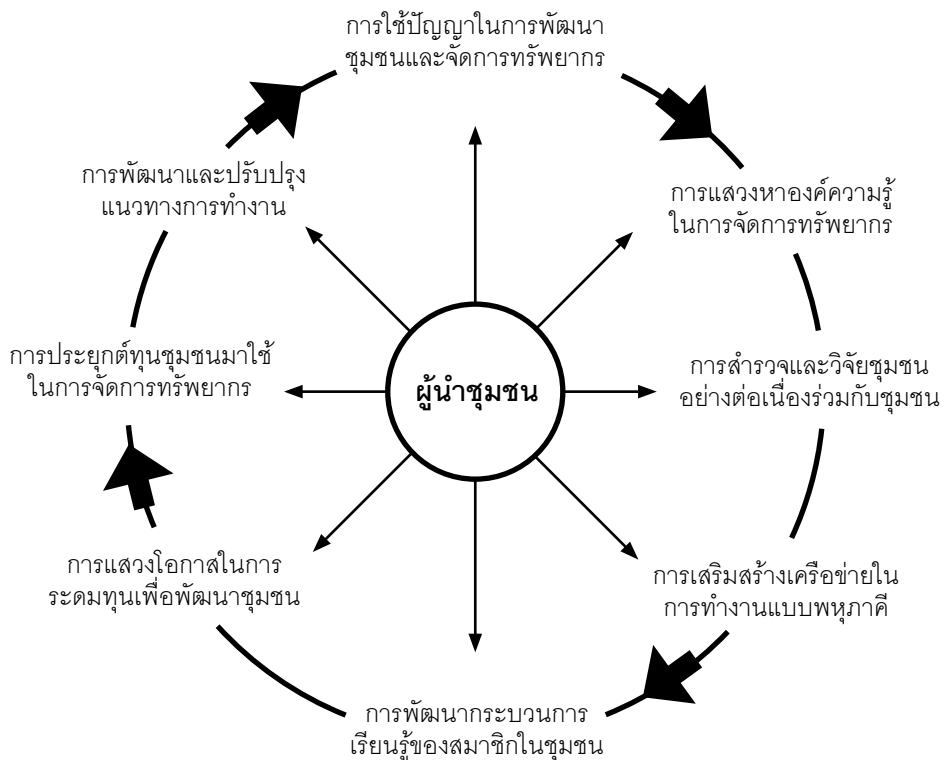 การใช้ปัญญาในการพัฒนา
ชุมชนและจัดการทรัพยากร
การแสวงหาองค์ความรู้
ในการจัดการทรัพยากร
การสำรวจและวิจัยชุมชน
อย่างต่อเนื่องร่วมกับชุมชน
การเสริมสร้างเครือข่ายใน
การทำงานแบบพหุภาคี
การพัฒนากระบวนการ
เรียนรู้ของสมาชิกในชุมชน
การแสวงโอกาสในการ
ระดมทุนเพื่อพัฒนาชุมชน
การประยุกต์ทุนชุมชนมาใช้
ในการจัดการทรัพยากร
การพัฒนาและปรับปรุง
แนวทางการทำงาน
ผู้นำชุมชน